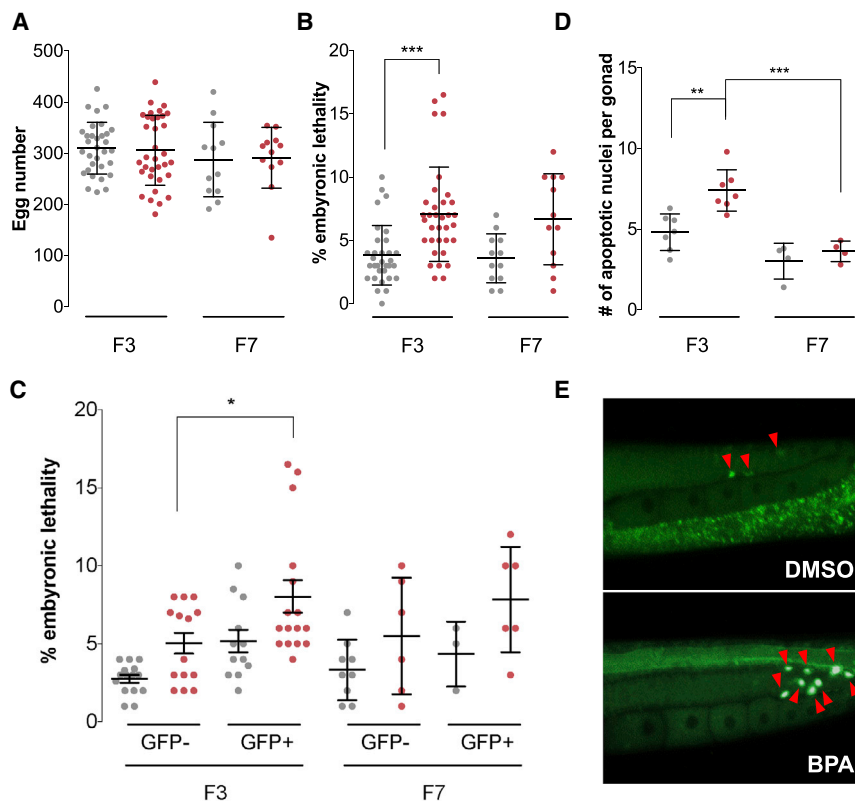 A
Egg number
500
400
300
200
100
0
F3
F7
B
% embyronic lethality
20
15
10
5
0
***
F3
F7
D
# of apoptotic nuclei per gonad
15
10
5
0
**
***
F3
F7
C
% embyronic lethality
20
15
10
5
0
*
GFP-
GFP+
GFP-
GFP+
F3
F7
E
DMSO
BPA